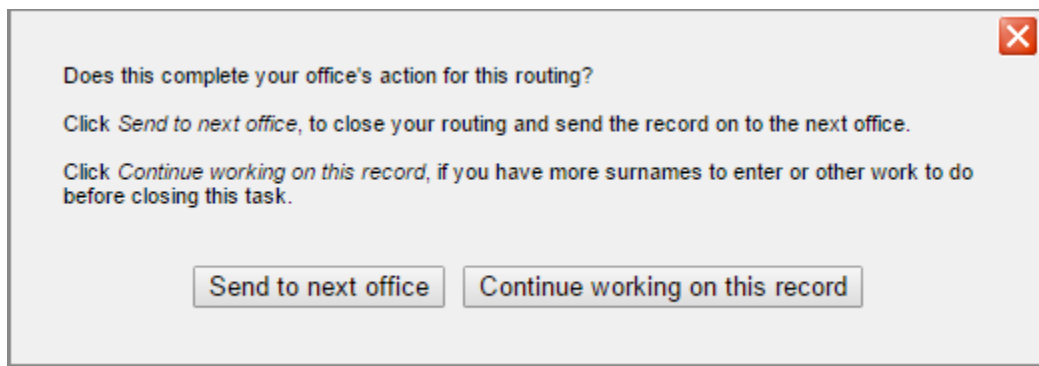 Does this complete your office's action for this routing?
Click Send to next office, to close your routing and send the record on to the next office.
Click Continue working on this record, if you have more surnames to enter or other work to do
before closing this task.
Send to next office
Continue working on this record